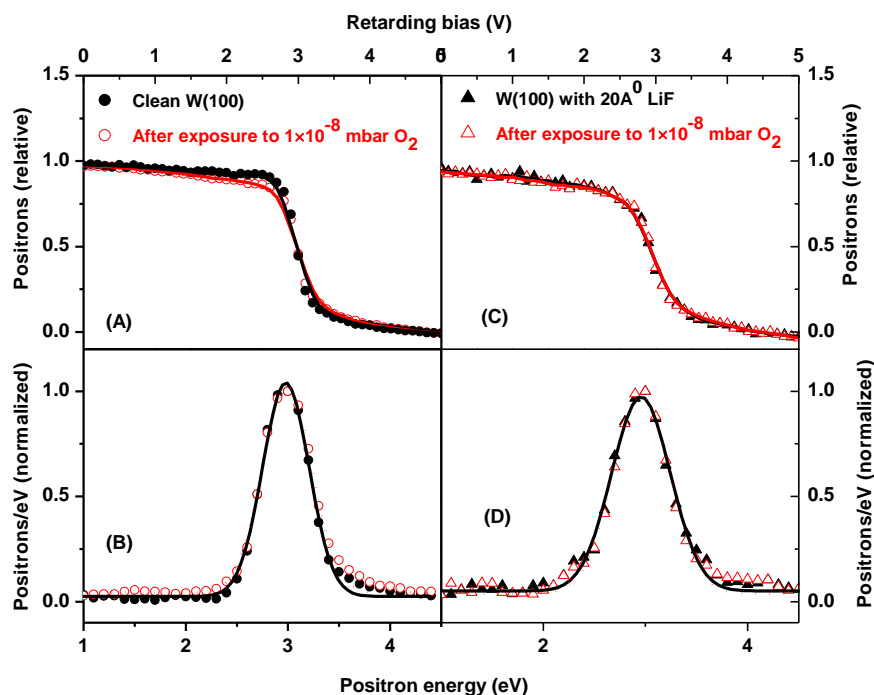 Retarding bias (V)
0 1 2 3 4 5 0 1 2 3 4 5
1.5
1.0
0.5
0.0
Positrons (relative)
Clean W(100)
After exposure to 1×10⁻⁸ mbar O₂
(A)
W(100) with 20A⁰ LiF
After exposure to 1×10⁻⁸ mbar O₂
(C)
1.5
1.0
0.5
0.0
Positrons (relative)
1.0
0.5
0.0
Positrons/eV (normalized)
(B)
(D)
1.0
0.5
0.0
Positrons/eV (normalized)
1 2 3 4 2 3 4
Positron energy (eV)